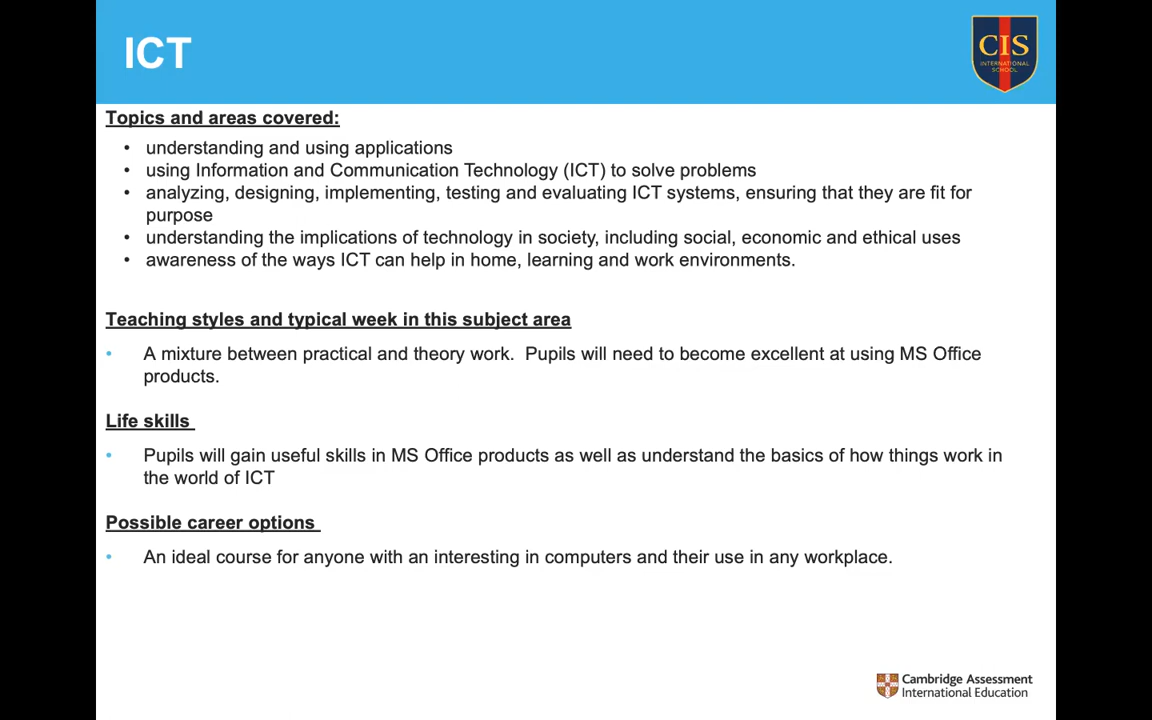 ICT
CIS
INTERNATIONAL
SCHOOL
Topics and areas covered:
• understanding and using applications
• using Information and Communication Technology (ICT) to solve problems
• analyzing, designing, implementing, testing and evaluating ICT systems, ensuring that they are fit for
purpose
• understanding the implications of technology in society, including social, economic and ethical uses
• awareness of the ways ICT can help in home, learning and work environments.
Teaching styles and typical week in this subject area
• A mixture between practical and theory work.  Pupils will need to become excellent at using MS Office
products.
Life skills
• Pupils will gain useful skills in MS Office products as well as understand the basics of how things work in
the world of ICT
Possible career options
• An ideal course for anyone with an interesting in computers and their use in any workplace.
Cambridge Assessment
International Education